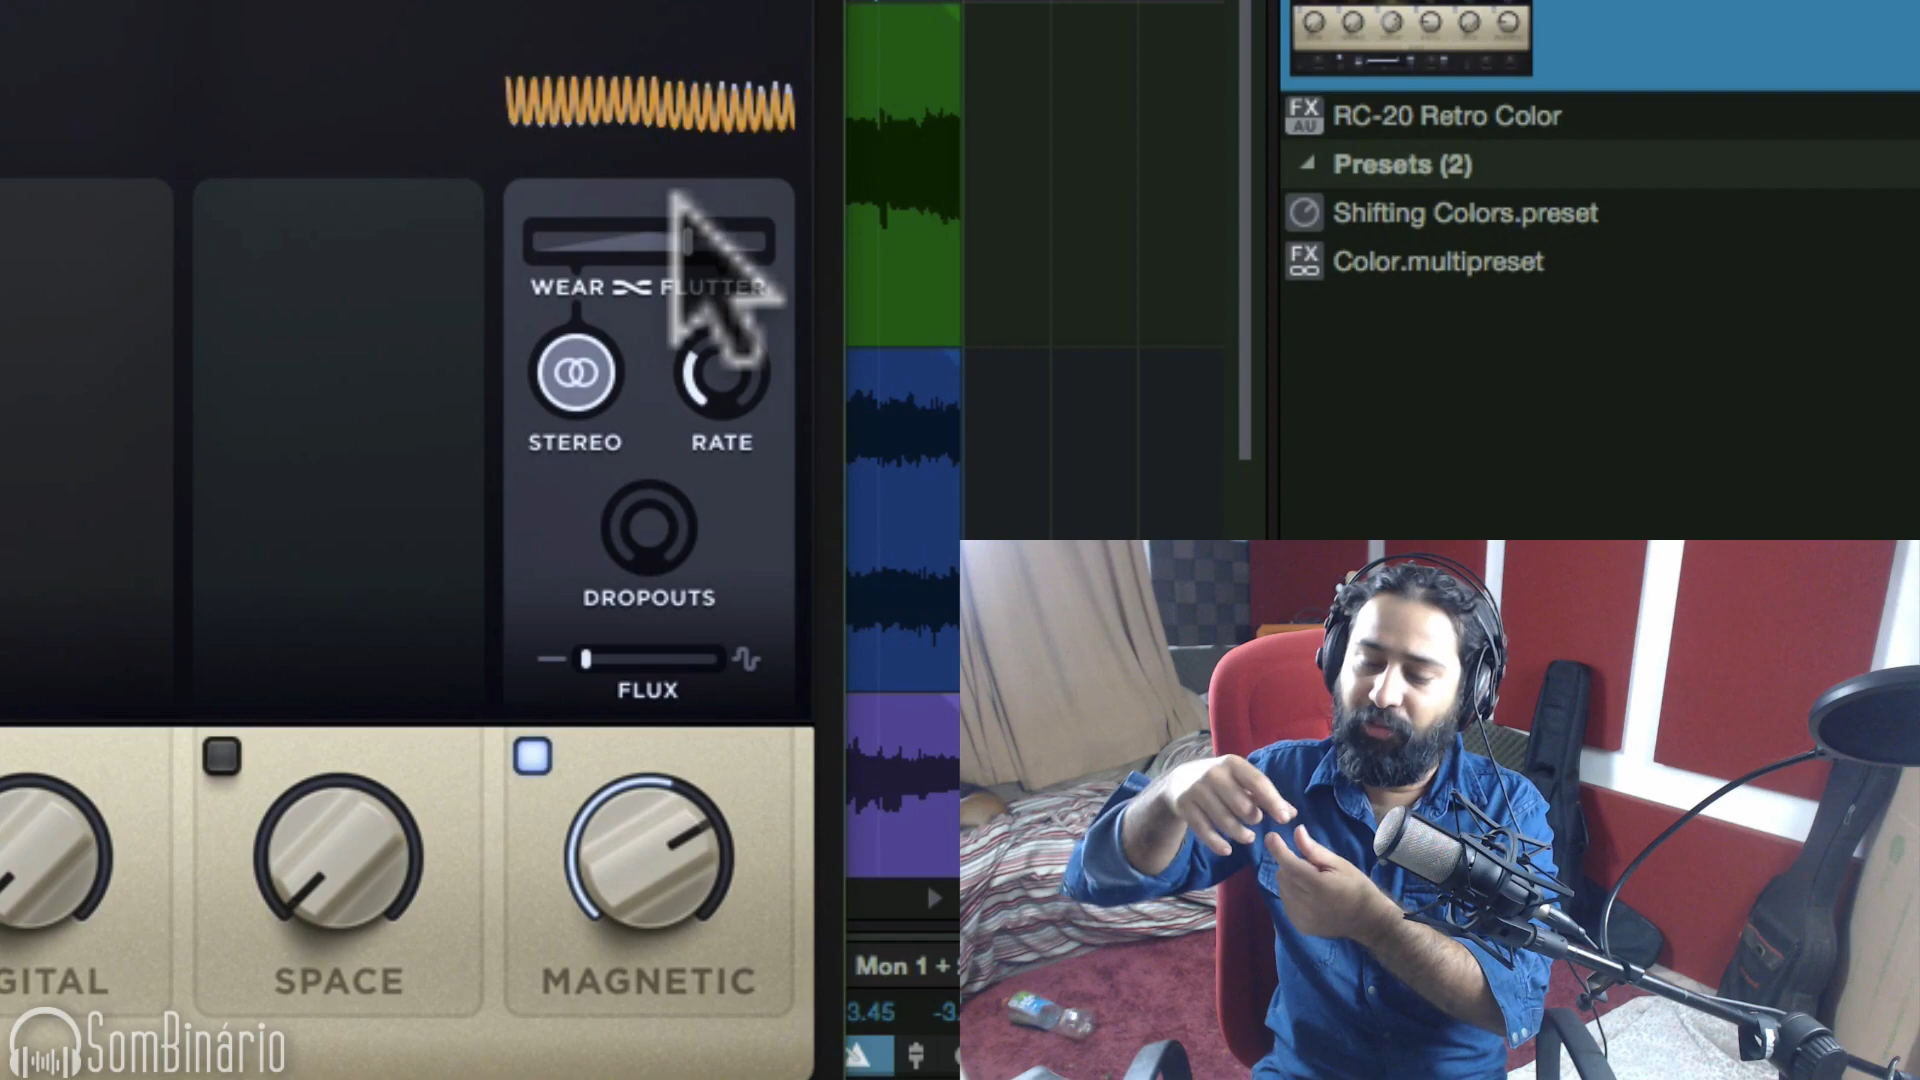 FX
AU
RC-20 Retro Color
Presets (2)
Shifting Colors.preset
FX
Color.multipreset
WEAR FLUTTER
STEREO
RATE
DROPOUTS
FLUX
GITAL
SPACE
MAGNETIC
Mon 1 +
3.45
-3.
SomBinário